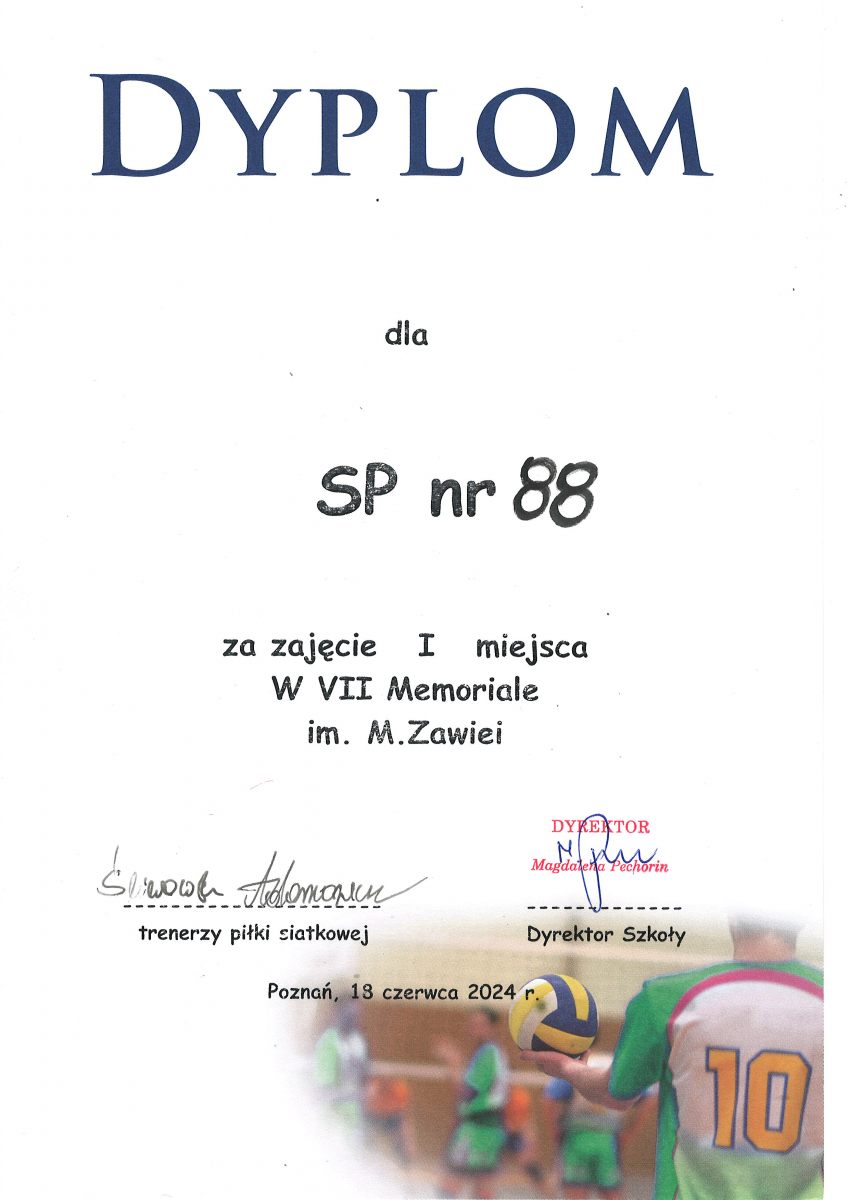 DYPLOM
dla
SP nr 88
za zajęcie I miejsca
W VII Memoriale
im. M.Zawiei
DYREKTOR
Magdalena Pechorin
trenerzy piłki siatkowej
Dyrektor Szkoły
Poznań, 13 czerwca 2024 r.
10